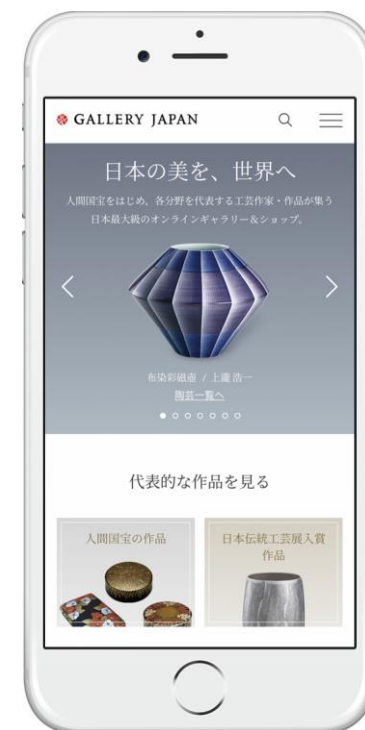 GALLERY JAPAN
日本の美を、世界へ
人間国宝をはじめ、各分野を代表する工芸作家・作品が集う
日本最大級のオンラインギャラリー＆ショップ。
布染彩磁壺 / 上瀧 浩一
陶芸一覧へ
代表的な作品を見る
人間国宝の作品
日本伝統工芸展入賞
作品